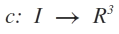 c: I → R³